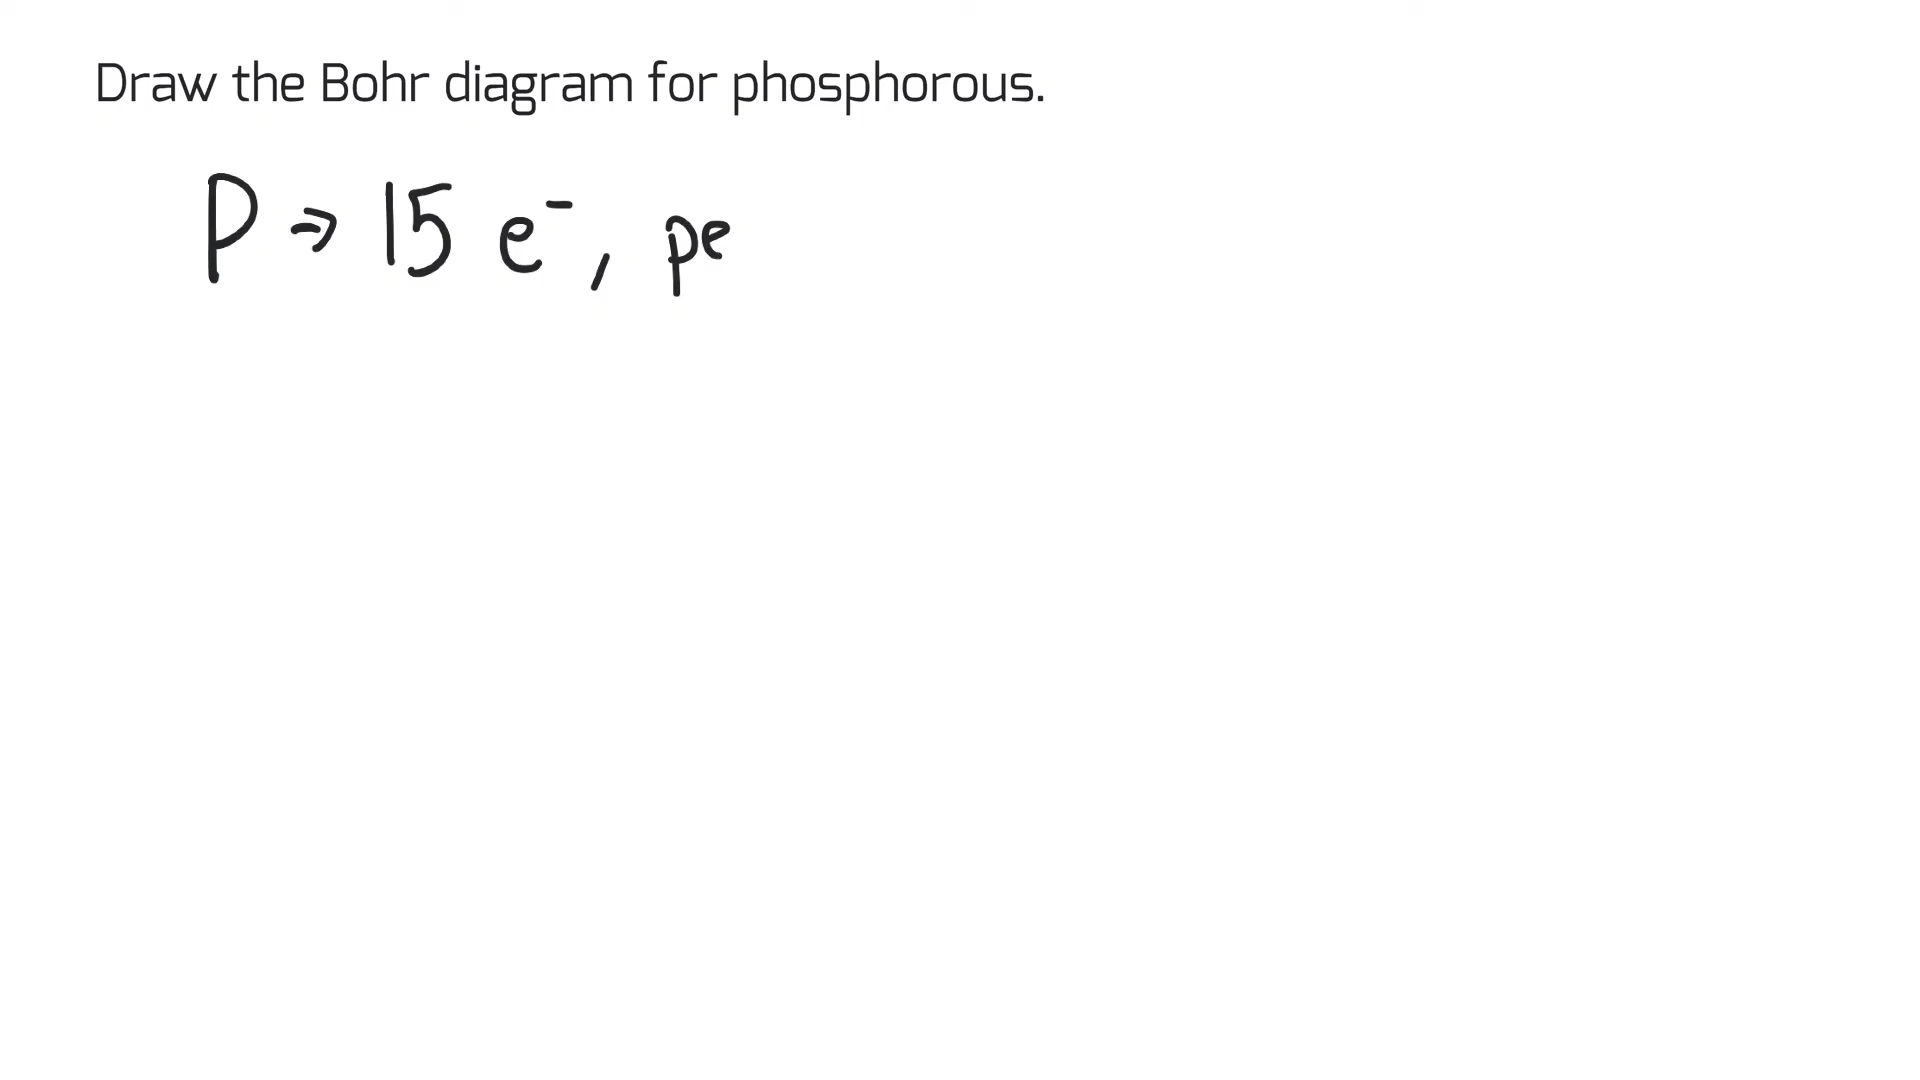 Draw the Bohr diagram for phosphorous.
P ⇒ 15 e⁻, pe